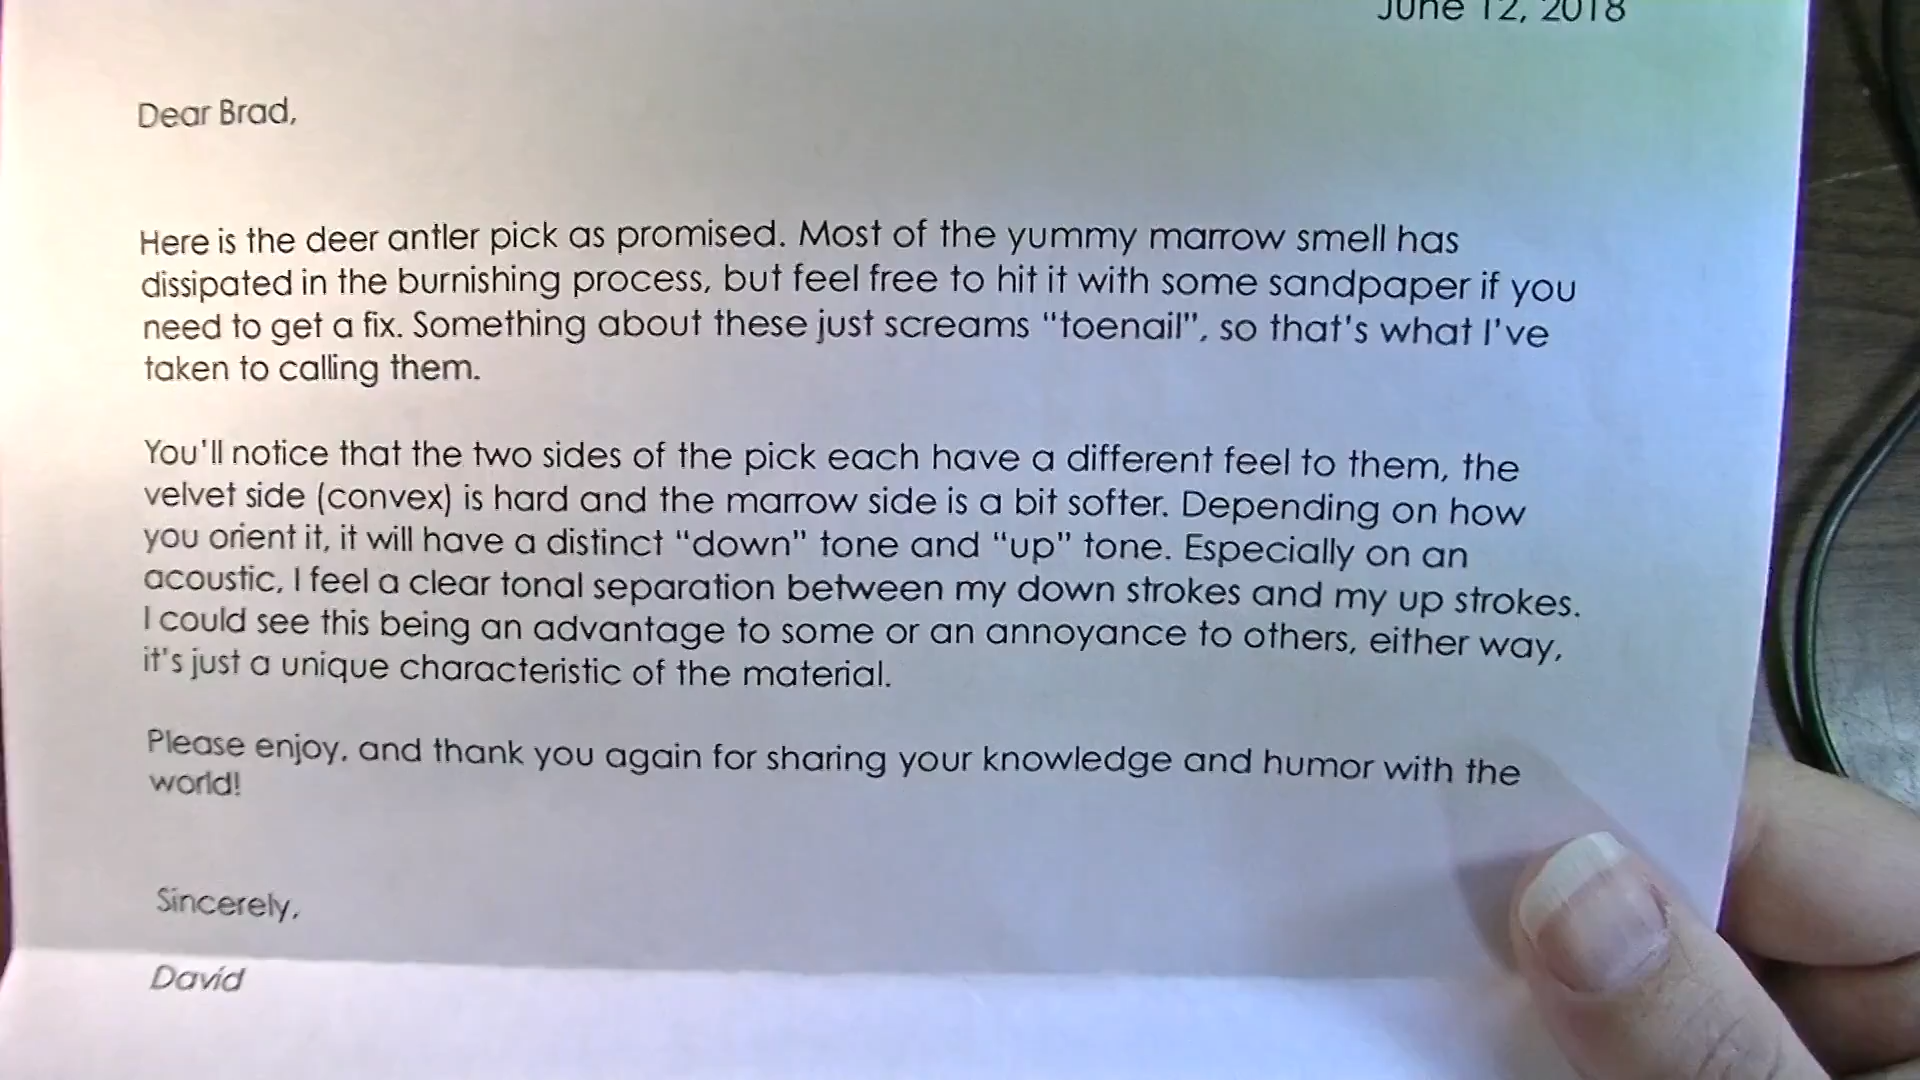 June 12, 2018
Dear Brad,
Here is the deer antler pick as promised. Most of the yummy marrow smell has
dissipated in the burnishing process, but feel free to hit it with some sandpaper if you
need to get a fix. Something about these just screams "toenail", so that's what I've
taken to calling them.
You'll notice that the two sides of the pick each have a different feel to them, the
velvet side (convex) is hard and the marrow side is a bit softer. Depending on how
you orient it, it will have a distinct "down" tone and "up" tone. Especially on an
acoustic, I feel a clear tonal separation between my down strokes and my up strokes.
I could see this being an advantage to some or an annoyance to others, either way,
it's just a unique characteristic of the material.
Please enjoy, and thank you again for sharing your knowledge and humor with the
world!
Sincerely,
David